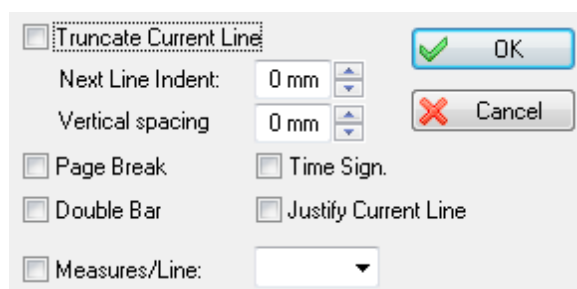 Truncate Current Line
OK
Next Line Indent: 0 mm
Cancel
Vertical spacing 0 mm
Page Break Time Sign.
Double Bar Justify Current Line
Measures/Line: